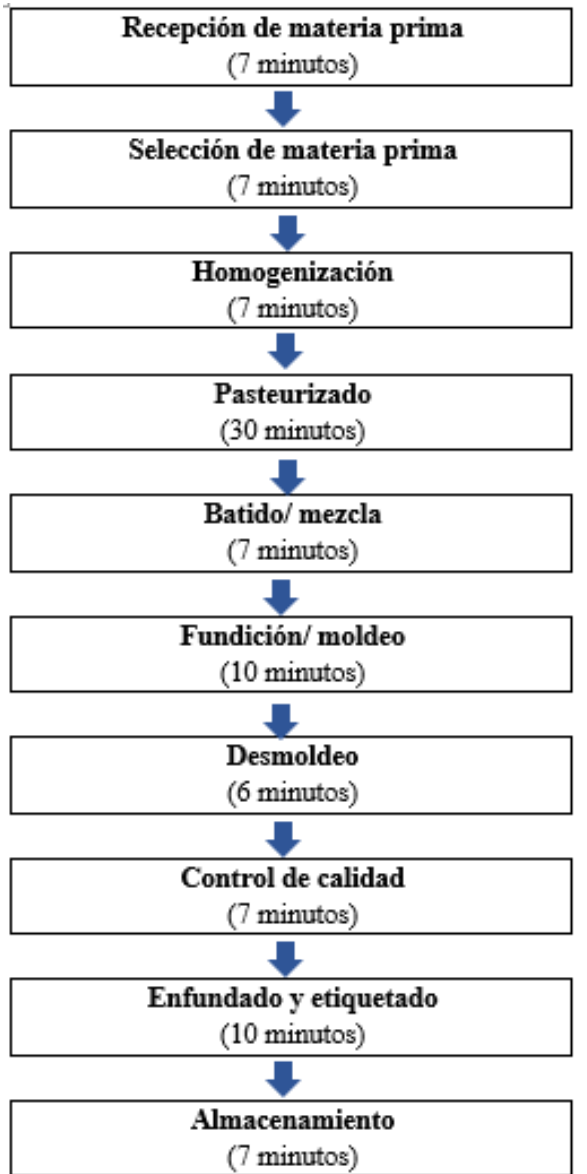 Recepción de materia prima
(7 minutos)
Selección de materia prima
(7 minutos)
Homogenización
(7 minutos)
Pasteurizado
(30 minutos)
Batido/ mezcla
(7 minutos)
Fundición/ moldeo
(10 minutos)
Desmoldeo
(6 minutos)
Control de calidad
(7 minutos)
Enfundado y etiquetado
(10 minutos)
Almacenamiento
(7 minutos)